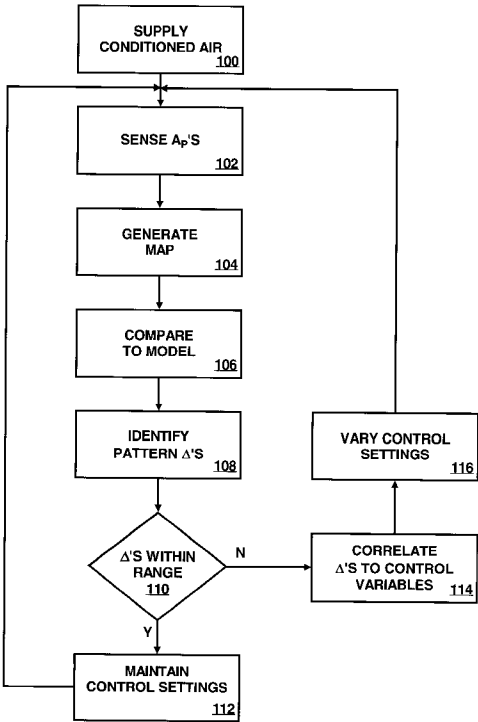 SUPPLY
CONDITIONED AIR
100
SENSE AP'S
102
GENERATE
MAP
104
COMPARE
TO MODEL
106
IDENTIFY
PATTERN Δ'S
108
Δ'S WITHIN
RANGE
110
N
Y
MAINTAIN
CONTROL SETTINGS
112
CORRELATE
Δ'S TO CONTROL
VARIABLES
114
VARY CONTROL
SETTINGS
116